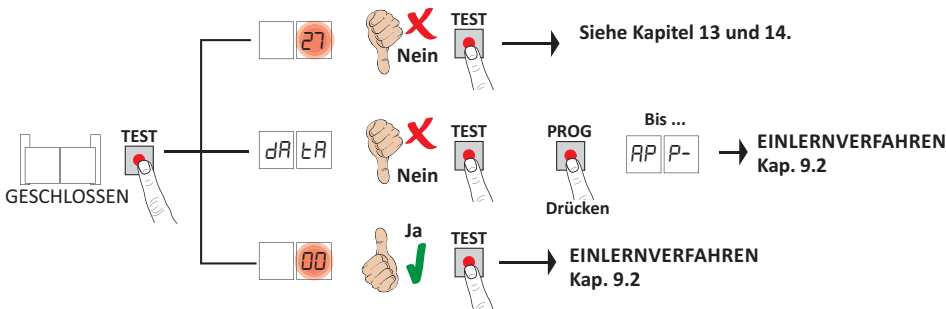 GESCHLOSSEN
TEST
27
Nein
TEST
Siehe Kapitel 13 und 14.
dA tA
Nein
TEST
PROG
Drücken
Bis ...
AP P-
EINLERNVERFAHREN
Kap. 9.2
00
Ja
TEST
EINLERNVERFAHREN
Kap. 9.2